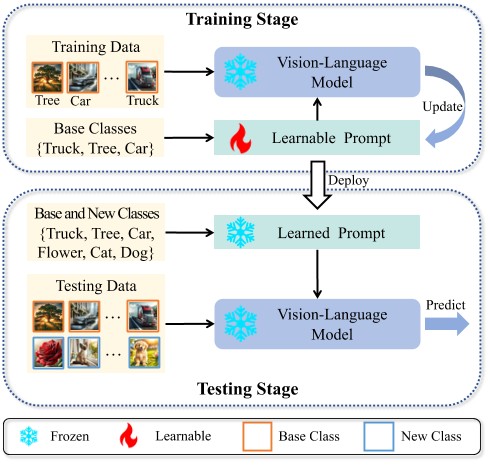 Training Stage
Training Data
Tree Car Truck
Vision-Language
Model
Update
Base Classes
{Truck, Tree, Car}
Learnable Prompt
Deploy
Base and New Classes
{Truck, Tree, Car,
Flower, Cat, Dog}
Learned Prompt
Testing Data
Vision-Language
Model
Predict
Testing Stage
Frozen Learnable Base Class New Class